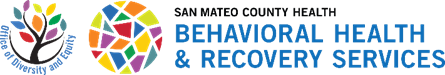 Office of Diversity and Equity
SAN MATEO COUNTY HEALTH
BEHAVIORAL HEALTH
& RECOVERY SERVICES